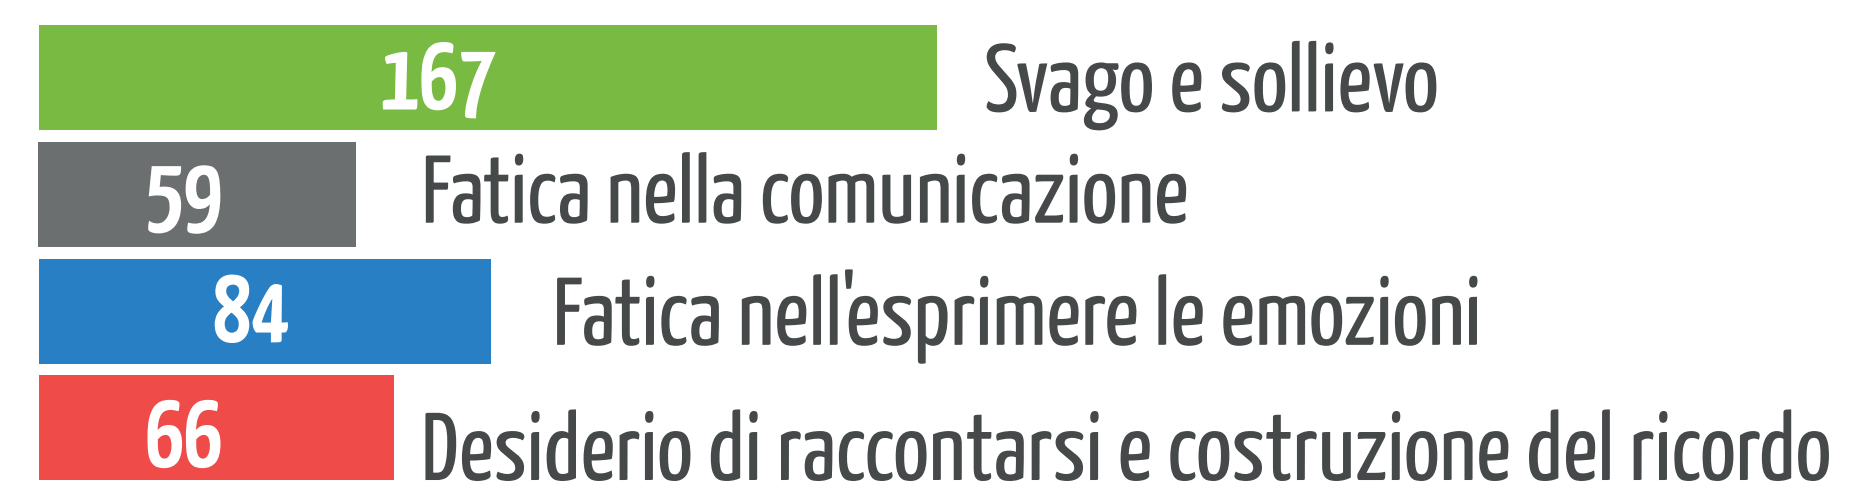 167 Svago e sollievo
59 Fatica nella comunicazione
84 Fatica nell'esprimere le emozioni
66 Desiderio di raccontarsi e costruzione del ricordo